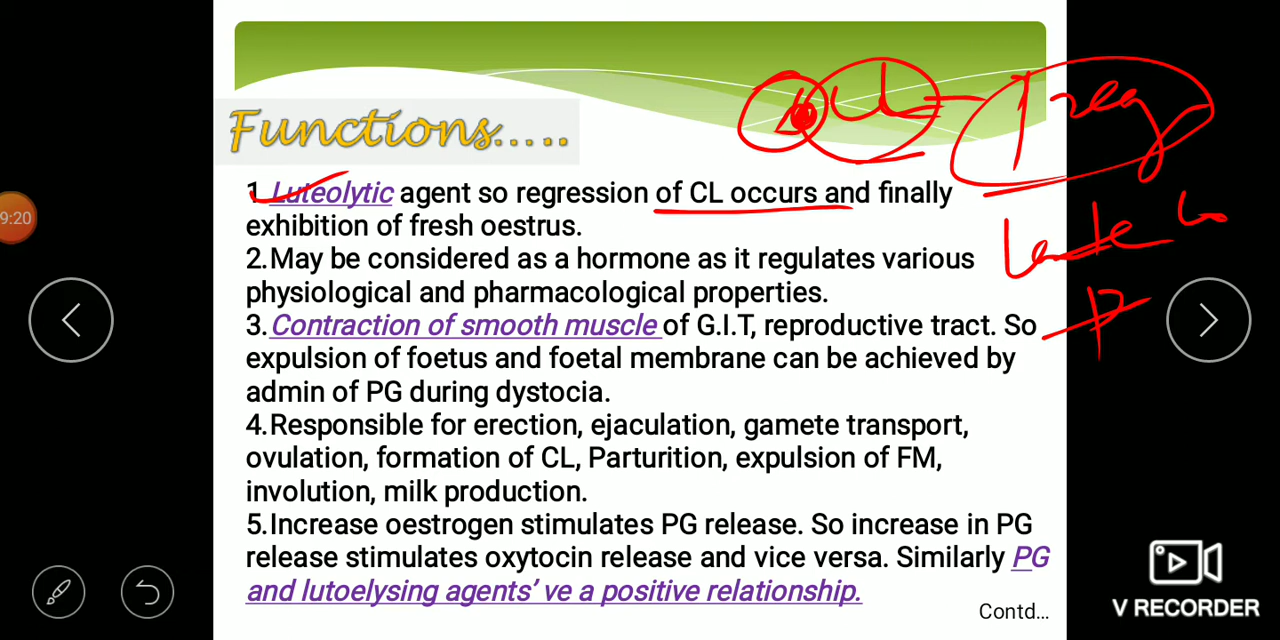 Functions.....
CL = Preg
1.Luteolytic agent so regression of CL occurs and finally
exhibition of fresh oestrus.
2.May be considered as a hormone as it regulates various
physiological and pharmacological properties.
3.Contraction of smooth muscle of G.I.T, reproductive tract. So
expulsion of foetus and foetal membrane can be achieved by
admin of PG during dystocia.
4.Responsible for erection, ejaculation, gamete transport,
ovulation, formation of CL, Parturition, expulsion of FM,
involution, milk production.
5.Increase oestrogen stimulates PG release. So increase in PG
release stimulates oxytocin release and vice versa. Similarly PG
and lutoelysing agents' ve a positive relationship.
Contd...
9:20
V RECORDER